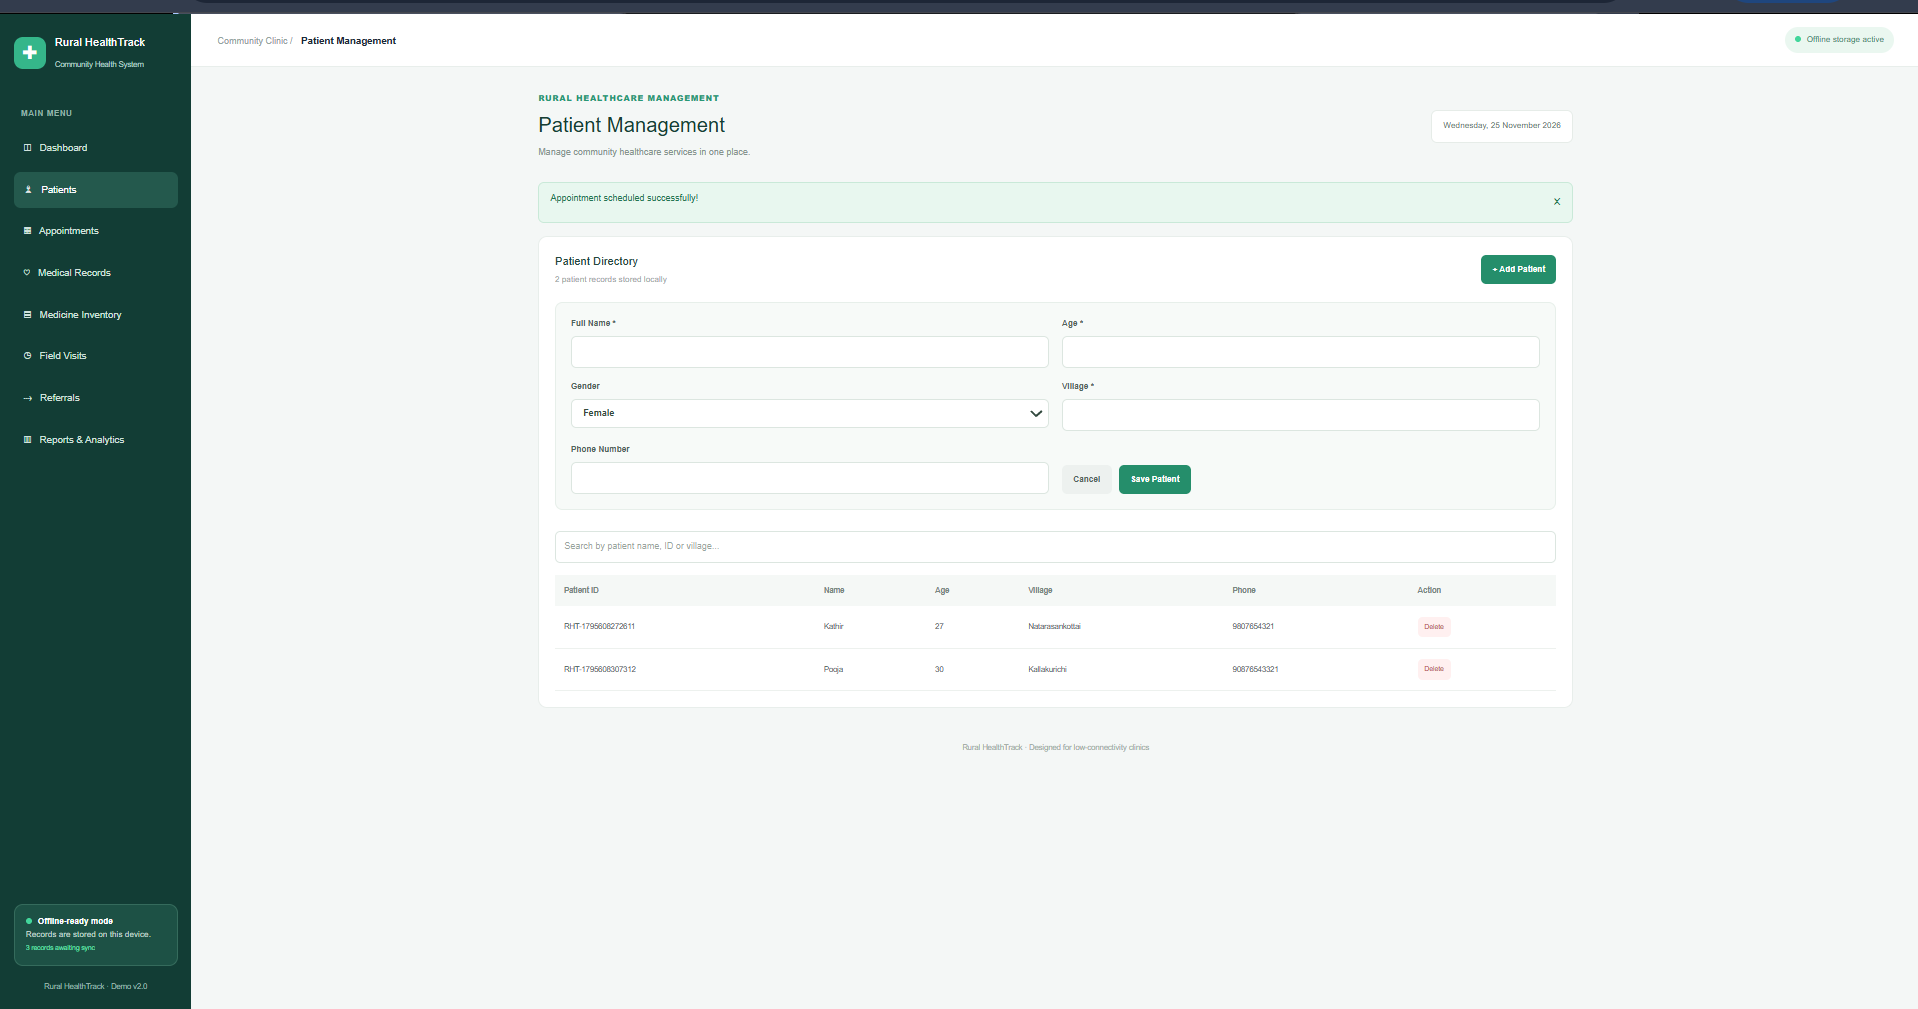 Rural HealthTrack
Community Health System
MAIN MENU
Dashboard
Patients
Appointments
Medical Records
Medicine Inventory
Field Visits
Referrals
Reports & Analytics
Offline-ready mode
Records are stored on this device.
3 records awaiting sync
Rural HealthTrack · Demo v2.0
Community Clinic / Patient Management
Offline storage active
RURAL HEALTHCARE MANAGEMENT
Patient Management
Wednesday, 25 November 2026
Manage community healthcare services in one place.
Appointment scheduled successfully! X
Patient Directory
2 patient records stored locally
+ Add Patient
Full Name * Age *
Gender Village *
Female
Phone Number
Cancel Save Patient
Search by patient name, ID or village...
Patient ID Name Age Village Phone Action
RHT-1795608272611 Kathir 27 Natarasankottai 9807654321 Delete
RHT-1795608307312 Pooja 30 Kallakurichi 90876543321 Delete
Rural HealthTrack · Designed for low-connectivity clinics